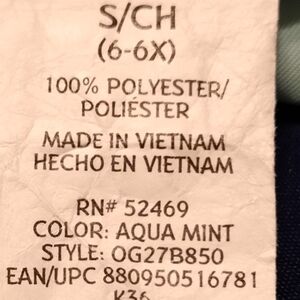 S/CH
(6-6X)
100% POLYESTER/
POLIÉSTER
MADE IN VIETNAM
HECHO EN VIETNAM
RN# 52469
COLOR: AQUA MINT
STYLE: OG27B850
EAN/UPC 880950516781
K36